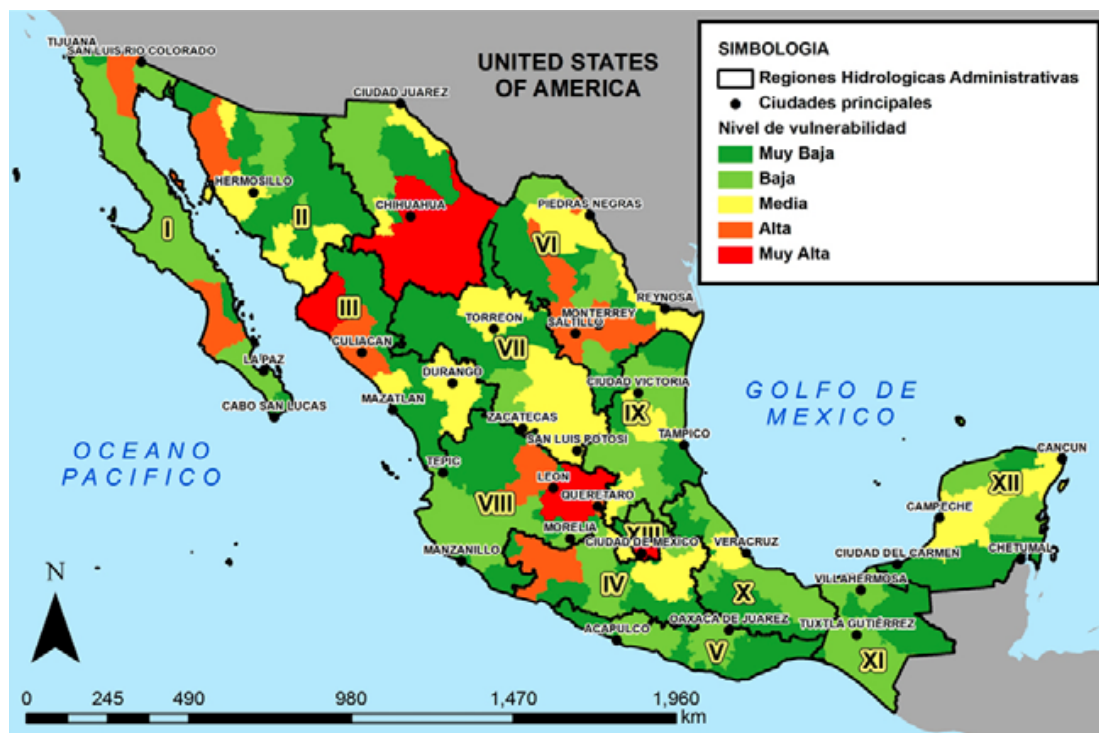 TIJUANA
SAN LUIS RIO COLORADO
UNITED STATES
OF AMERICA
CIUDAD JUAREZ
SIMBOLOGIA
Regiones Hidrologicas Administrativas
Ciudades principales
Nivel de vulnerabilidad
Muy Baja
Baja
Media
Alta
Muy Alta
HERMOSILLO
CHIHUAHUA
PIEDRAS NEGRAS
I
II
VI
III
REYNOSA
MONTERREY
SALTILLO
TORREON
VII
CULIACAN
LA PAZ
DURANGO
CIUDAD VICTORIA
GOLFO DE
MEXICO
MAZATLAN
CABO SAN LUCAS
IX
ZACATECAS
TAMPICO
SAN LUIS POTOSI
OCEANO
PACIFICO
CANCUN
TEPIC
LEON
XII
VIII
QUERETARO
CAMPECHE
MORELIA
XIII
CIUDAD DE MEXICO
VERACRUZ
MANZANILLO
CIUDAD DEL CARMEN
CHETUMAL
N
IV
X
VILLAHERMOSA
ACAPULCO
OAXACA DE JUAREZ
TUXTLA GUTIÉRREZ
V
XI
0 245 490 980 1,470 1,960
km